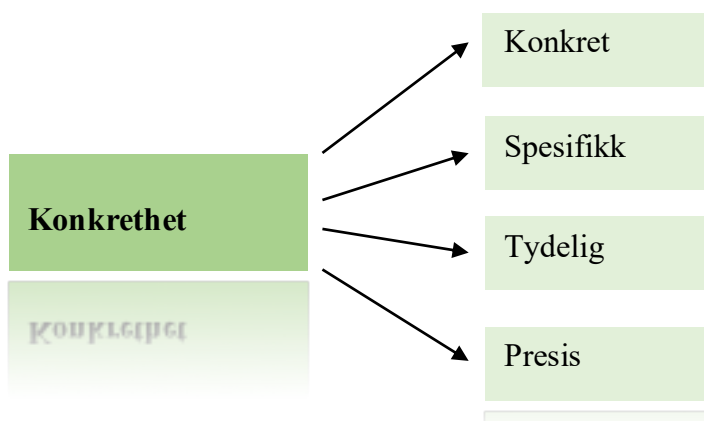 Konkret
Spesifikk
Konkrethet
Tydelig
Presis